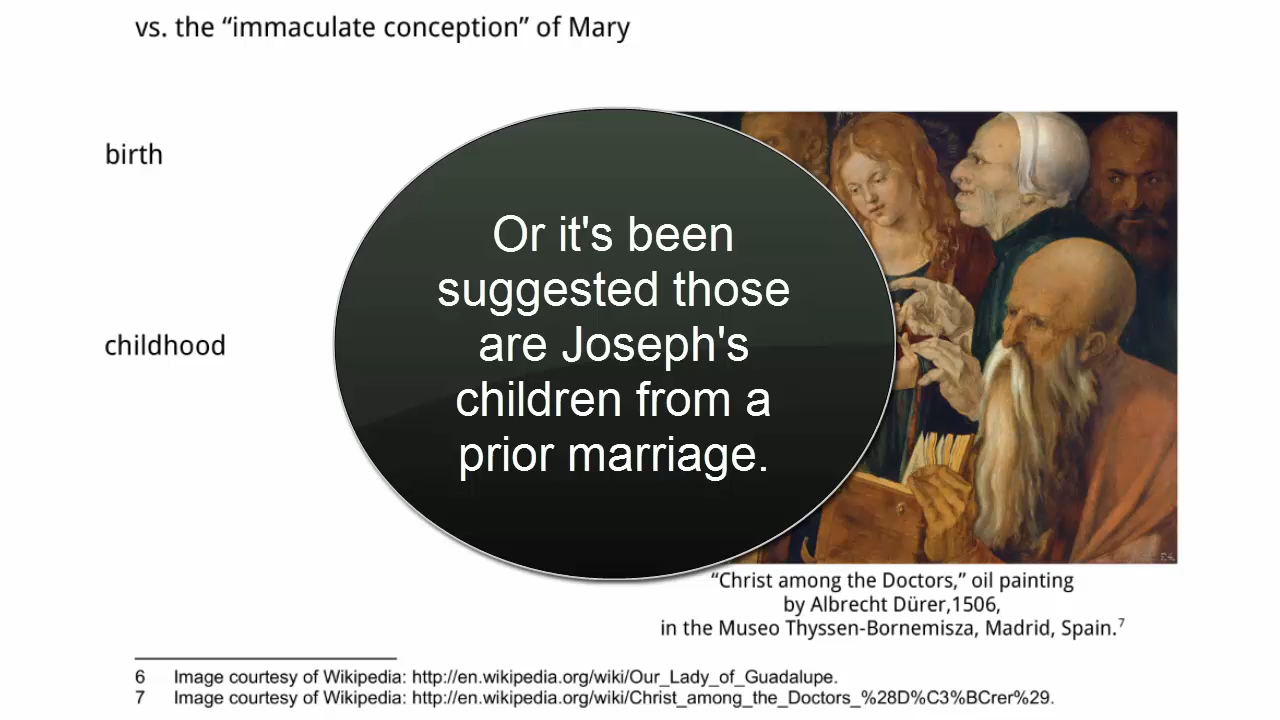 vs. the “immaculate conception” of Mary
birth
childhood
Or it's been
suggested those
are Joseph's
children from a
prior marriage.
“Christ among the Doctors,” oil painting
by Albrecht Dürer,1506,
in the Museo Thyssen-Bornemisza, Madrid, Spain.7
6 Image courtesy of Wikipedia: http://en.wikipedia.org/wiki/Our_Lady_of_Guadalupe.
7 Image courtesy of Wikipedia: http://en.wikipedia.org/wiki/Christ_among_the_Doctors_%28D%C3%BCrer%29.